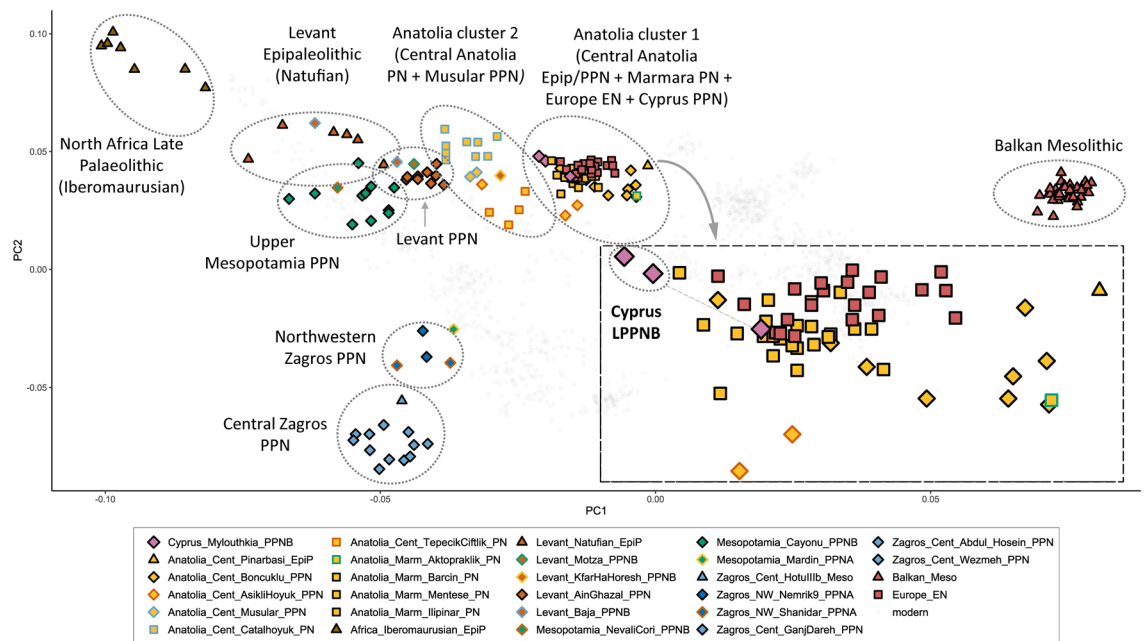 0.10
0.05
0.00
-0.05
PC2
-0.10
-0.05
0.00
0.05
PC1
North Africa Late
Palaeolithic
(Iberomaurusian)
Levant
Epipaleolithic
(Natufian)
Anatolia cluster 2
(Central Anatolia
PN + Musular PPN)
Anatolia cluster 1
(Central Anatolia
Epip/PPN + Marmara PN +
Europe EN + Cyprus PPN)
Balkan Mesolithic
Levant PPN
Upper
Mesopotamia PPN
Northwestern
Zagros PPN
Central Zagros
PPN
Cyprus
LPPNB
Cyprus_Mylouthkia_PPNB
Anatolia_Cent_Pinarbasi_EpiP
Anatolia_Cent_Boncuklu_PPN
Anatolia_Cent_AsikliHoyuk_PPN
Anatolia_Cent_Musular_PPN
Anatolia_Cent_Catalhoyuk_PN
Anatolia_Cent_TepecikCiftlik_PN
Anatolia_Marm_Aktopraklik_PN
Anatolia_Marm_Barcin_PN
Anatolia_Marm_Mentese_PN
Anatolia_Marm_Ilipinar_PN
Africa_Iberomaurusian_EpiP
Levant_Natufian_EpiP
Levant_Motza_PPNB
Levant_KfarHaHoresh_PPNB
Levant_AinGhazal_PPN
Levant_Baja_PPNB
Mesopotamia_NevaliCori_PPNB
Mesopotamia_Cayonu_PPNB
Mesopotamia_Mardin_PPNA
Zagros_Cent_HotuIIIb_Meso
Zagros_NW_Nemrik9_PPNA
Zagros_NW_Shanidar_PPNA
Zagros_Cent_GanjDareh_PPN
Zagros_Cent_Abdul_Hosein_PPN
Zagros_Cent_Wezmeh_PPN
Balkan_Meso
Europe_EN
modern